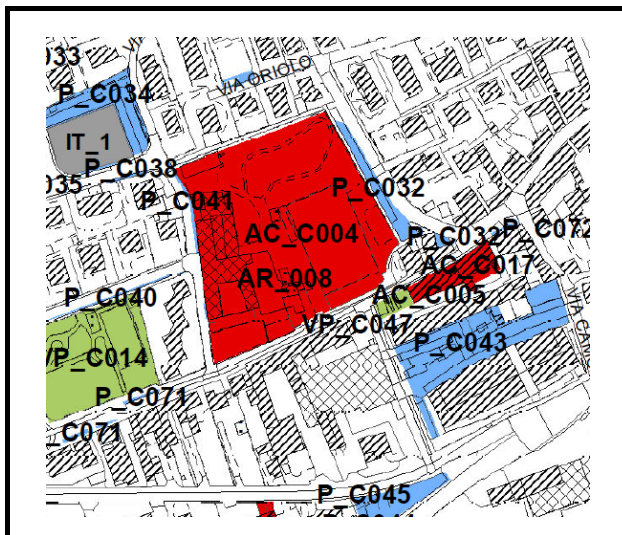 033
VIA ORIOLO
P_C034
IT_1
P_C038
035
P_C032
P_C041
AC_C004
P_C032
P_C072
AC_C017
AR_008
AC_C005
P_C040
VP_C047
P_C043
VP_C014
P_C071
_C071
P_C045